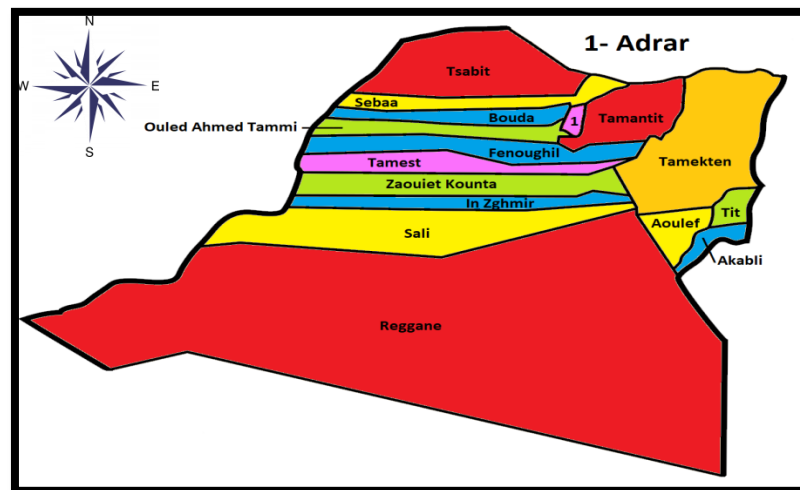 N
1- Adrar
Tsabit
W
E
Sebaa
Bouda
1
Tamantit
Ouled Ahmed Tammi
S
Fenoughil
Tamest
Tamekten
Zaouiet Kounta
In Zghmir
Tit
Aoulef
Sali
Akabli
Reggane